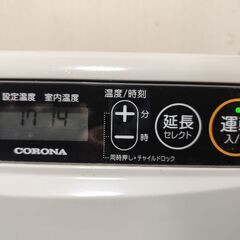 温度/時刻
設定温度 室内温度
17 14
＋ 分
－ 時
延長
セレクト
運
入/
同時押し・チャイルドロック
CORONA